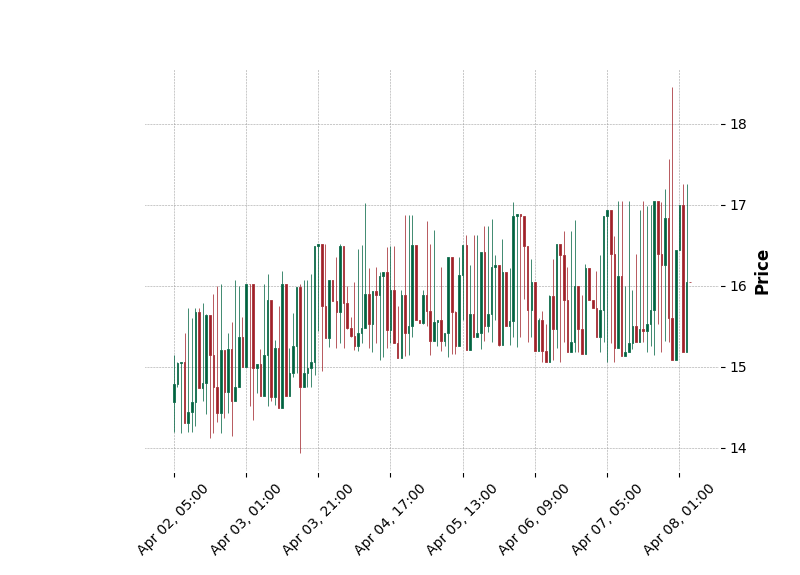 18
17
16
15
14
Price
Apr 02, 05:00
Apr 03, 01:00
Apr 03, 21:00
Apr 04, 17:00
Apr 05, 13:00
Apr 06, 09:00
Apr 07, 05:00
Apr 08, 01:00